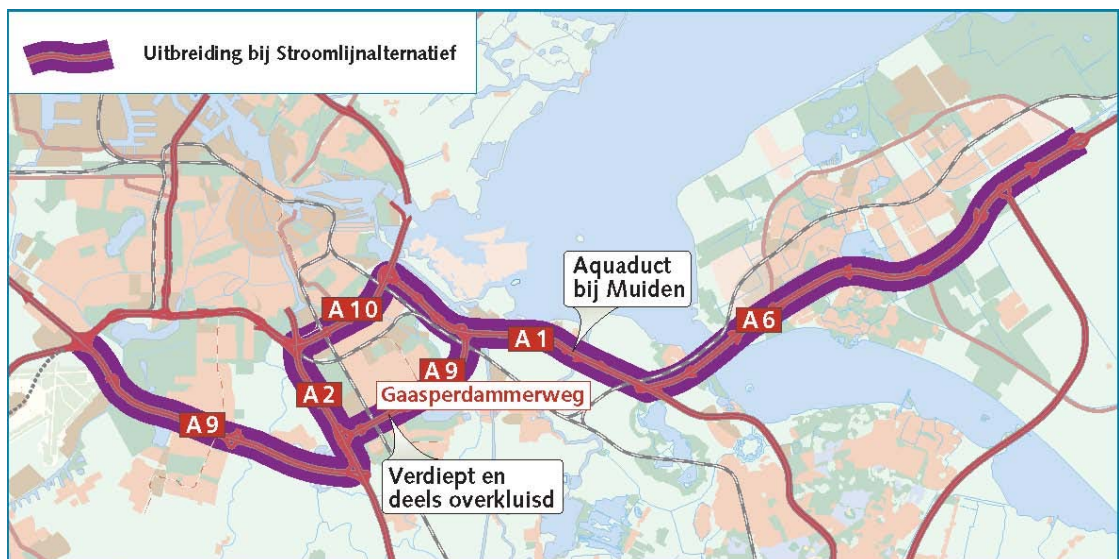 Uitbreiding bij Stroomlijnalternatief
Aquaduct
bij Muiden
A 6
A 10
A 1
A 9
A 2
Gaasperdammerweg
A 9
Verdiept en
deels overkluisd